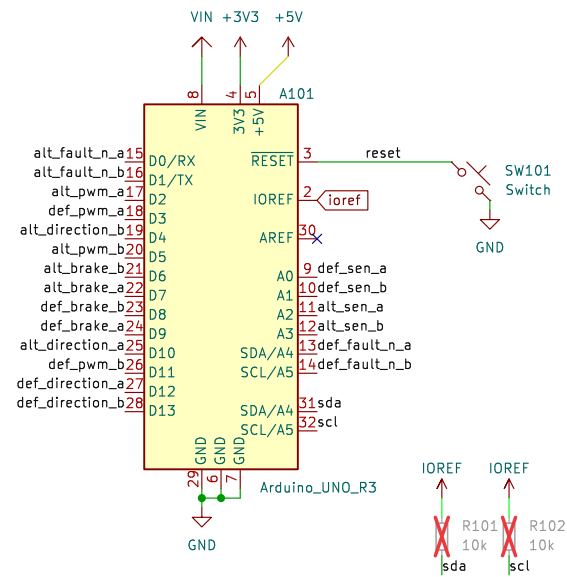 VIN +3V3 +5V
8 4 5 A101
VIN 3V3 +5V
alt_fault_n_a 15 D0/RX RESET 3 reset
alt_fault_n_b 16 D1/TX SW101
alt_pwm_a 17 D2 IOREF 2 ioref Switch
def_pwm_a 18 D3
alt_direction_b 19 D4 AREF 30 GND
alt_pwm_b 20 D5
alt_brake_b 21 D6 A0 9 def_sen_a
alt_brake_a 22 D7 A1 10 def_sen_b
def_brake_b 23 D8 A2 11 alt_sen_a
def_brake_a 24 D9 A3 12 alt_sen_b
alt_direction_a 25 D10 SDA/A4 13 def_fault_n_a
def_pwm_b 26 D11 SCL/A5 14 def_fault_n_b
def_direction_a 27 D12
def_direction_b 28 D13 SDA/A4 31 sda
SCL/A5 32 scl
GND GND GND
29 6 7 Arduino_UNO_R3
GND
IOREF IOREF
R101 R102
10k 10k
sda scl